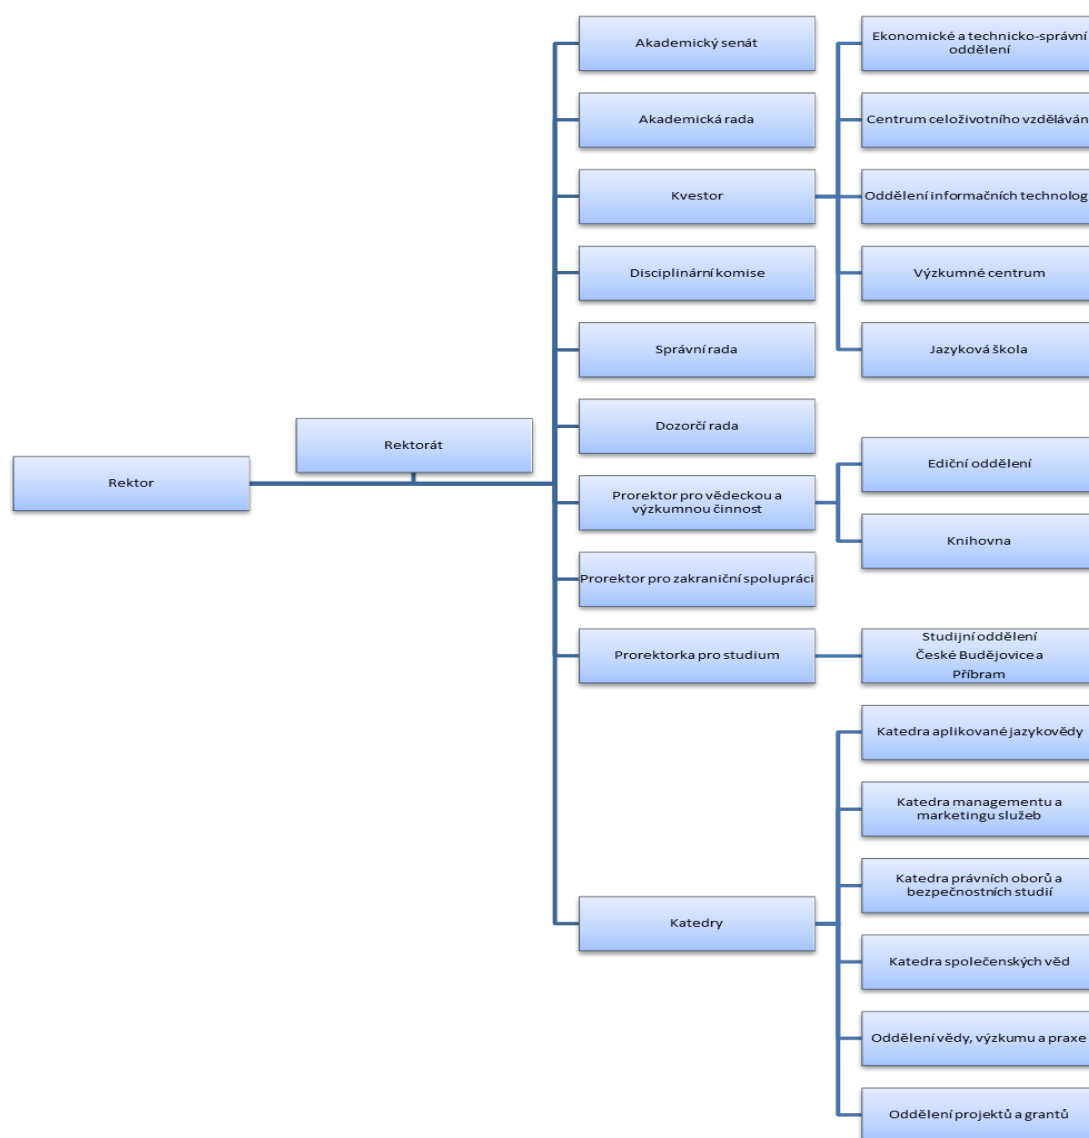 Rektor
Rektorát
Akademický senát
Akademická rada
Kvestor
Disciplinární komise
Správní rada
Dozorčí rada
Prorektor pro vědeckou a
výzkumnou činnost
Prorektor pro zakraniční spolupráci
Prorektorka pro studium
Katedry
Ekonomické a technicko-správní
oddělení
Centrum celoživotního vzděláván
Oddělení informačních technolog
Výzkumné centrum
Jazyková škola
Ediční oddělení
Knihovna
Studijní oddělení
České Budějovice a
Příbram
Katedra aplikované jazykovědy
Katedra managementu a
marketingu služeb
Katedra právních oborů a
bezpečnostních studií
Katedra společenských věd
Oddělení vědy, výzkumu a praxe
Oddělení projektů a grantů